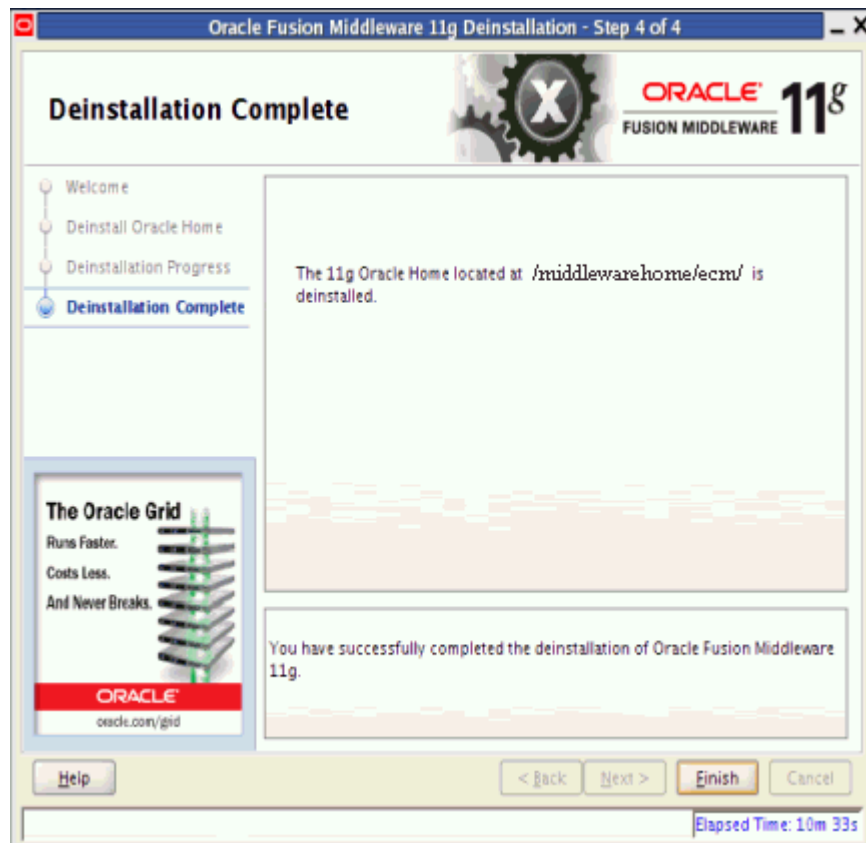 Oracle Fusion Middleware 11g Deinstallation - Step 4 of 4
Deinstallation Complete
X
ORACLE
FUSION MIDDLEWARE 11g
Welcome
Deinstall Oracle Home
Deinstallation Progress
Deinstallation Complete
The 11g Oracle Home located at /middlewarehome/ecm/ is
deinstalled.
The Oracle Grid
Runs Faster.
Costs Less.
And Never Breaks.
ORACLE
oracle.com/grid
You have successfully completed the deinstallation of Oracle Fusion Middleware
11g.
Help
< Back
Next >
Finish
Cancel
Elapsed Time: 10m 33s